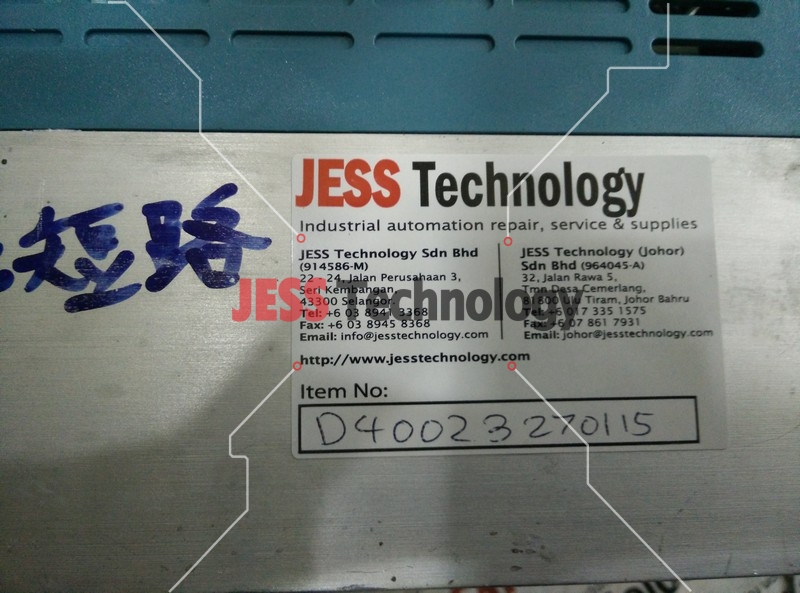 短路
JESS Technology
Industrial automation repair, service & supplies
JESS Technology Sdn Bhd
(914586-M)
22 - 24, Jalan Perusahaan 3,
Seri Kembangan,
43300 Selangor.
Tel: +6 03 8941 3368
Fax: +6 03 8945 8368
Email: info@jesstechnology.com
JESS Technology (Johor)
Sdn Bhd (964045-A)
32, Jalan Rawa 5,
Tmn Desa Cemerlang,
81800 Ulu Tiram, Johor Bahru
Tel: +6 017 335 1575
Fax: +6 07 861 7931
Email: johor@jesstechnology.com
JESS Technology
http://www.jesstechnology.com
Item No:
D40023270115